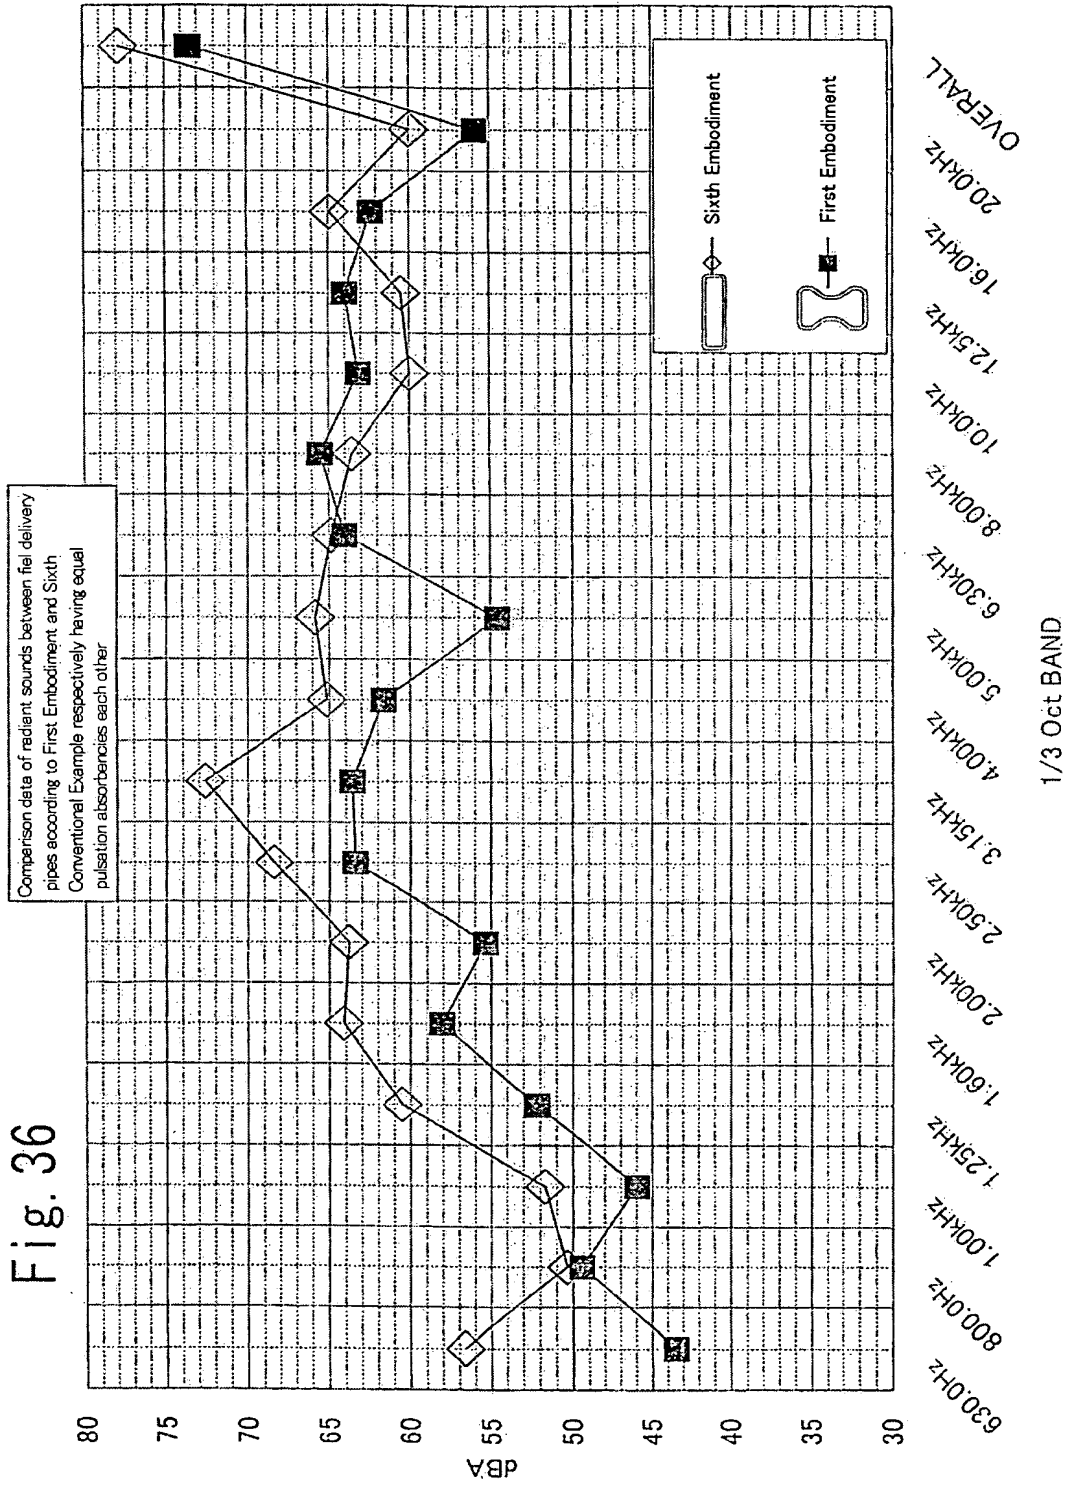 Fig. 36
Comparison data of radiant sounds between fiel delivery
pipes according to First Embodiment and Sixth
Conventional Example respectively having equal
pulsation absorbencies each other
dBA
80
75
70
65
60
55
50
45
40
35
30
Sixth Embodiment
First Embodiment
630.0Hz
800.0Hz
1.00kHz
1.25kHz
1.60kHz
2.00kHz
2.50kHz
3.15kHz
4.00kHz
5.00kHz
6.30kHz
8.00kHz
10.0kHz
12.5kHz
16.0kHz
20.0kHz
OVERALL
1/3 Oct BAND